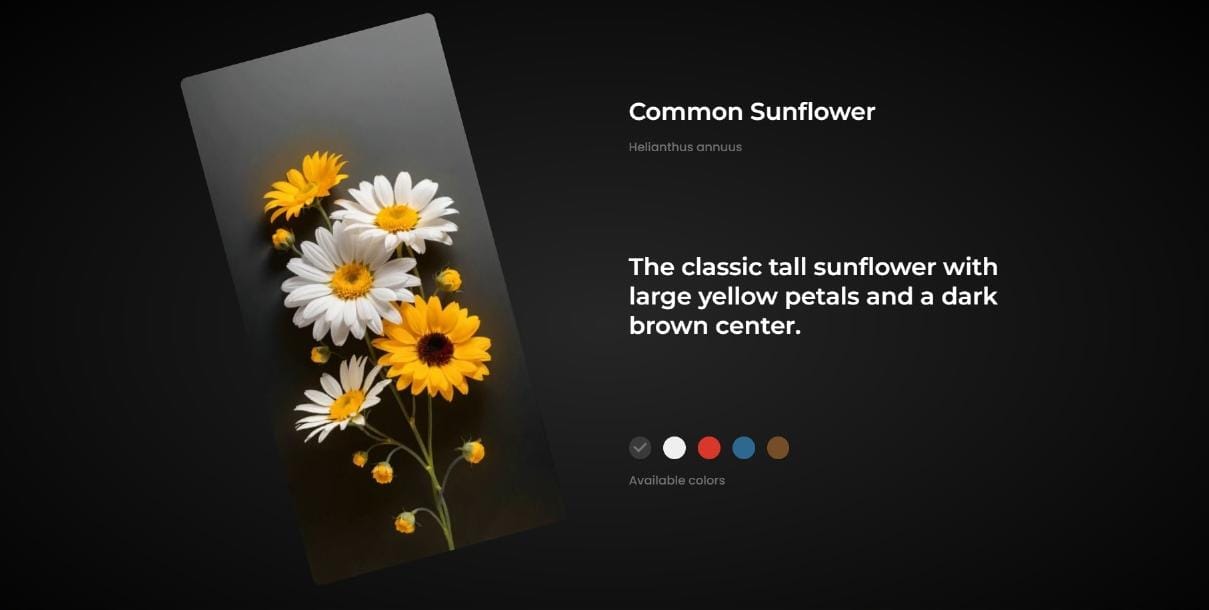 Common Sunflower
Helianthus annuus
The classic tall sunflower with
large yellow petals and a dark
brown center.
Available colors